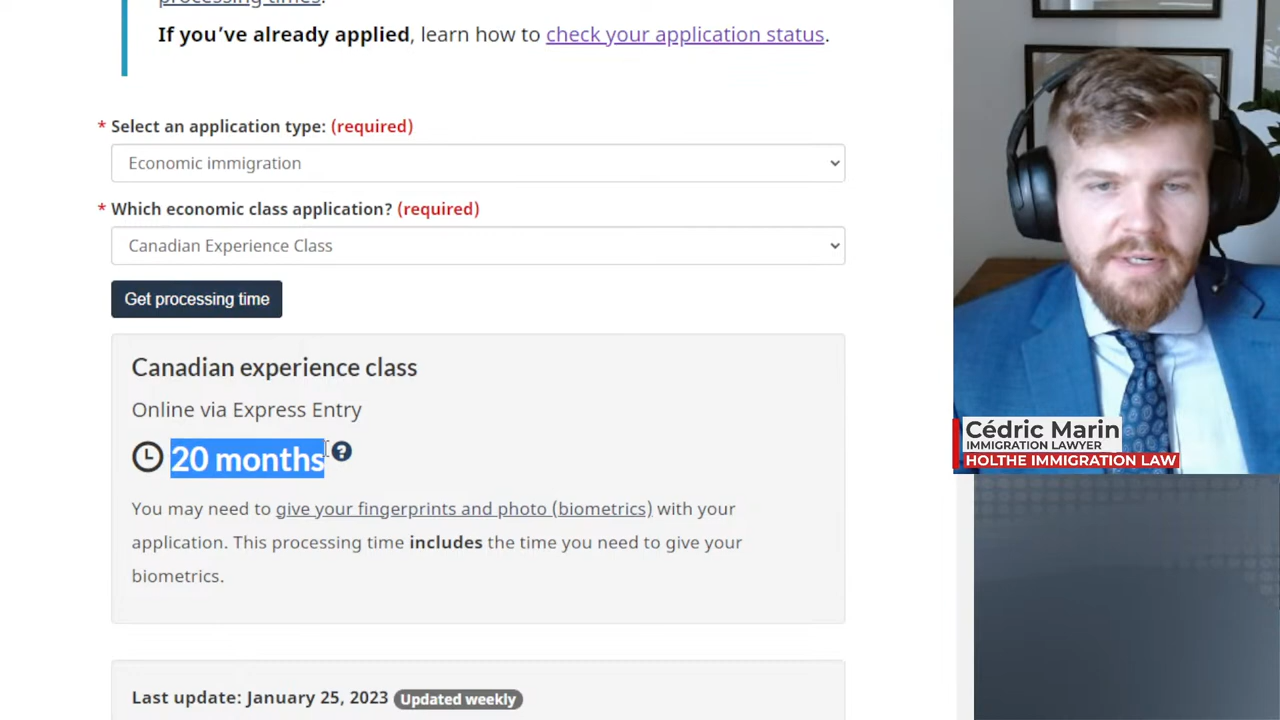 processing times.
If you've already applied, learn how to check your application status.
* Select an application type: (required)
Economic immigration
* Which economic class application? (required)
Canadian Experience Class
Get processing time
Canadian experience class
Online via Express Entry
20 months ?
You may need to give your fingerprints and photo (biometrics) with your
application. This processing time includes the time you need to give your
biometrics.
Last update: January 25, 2023 Updated weekly
Cédric Marin
IMMIGRATION LAWYER
HOLTHE IMMIGRATION LAW